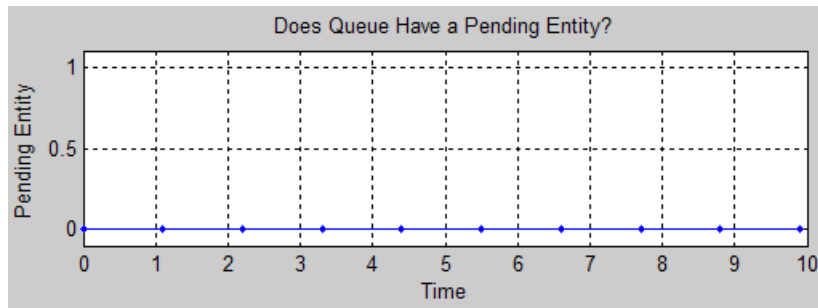 Does Queue Have a Pending Entity?
1
0.5
0
Pending Entity
0 1 2 3 4 5 6 7 8 9 10
Time